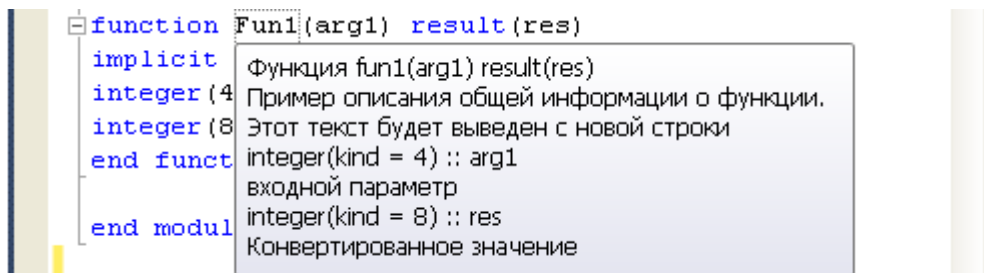 function Fun1(arg1) result(res)
implicit
integer(4
integer(8
end funct
end modul
Функция fun1(arg1) result(res)
Пример описания общей информации о функции.
Этот текст будет выведен с новой строки
integer(kind = 4) :: arg1
входной параметр
integer(kind = 8) :: res
Конвертированное значение